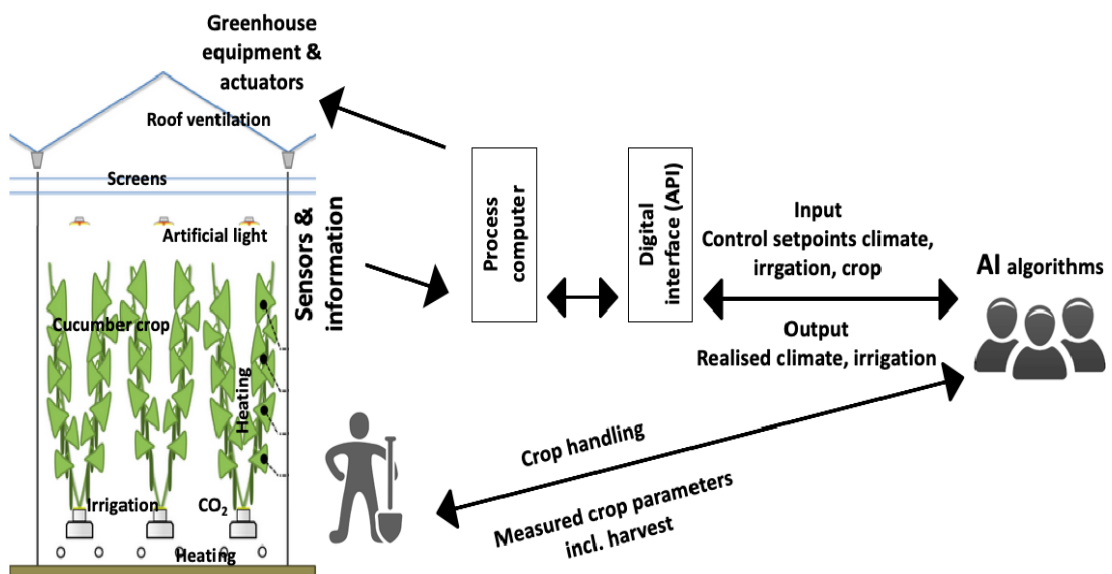 Greenhouse
equipment &
actuators
Roof ventilation
Screens
Artificial light
Sensors &
information
Cucumber crop
Heating
Irrigation
CO₂
Heating
Process
computer
Digital
interface (API)
Input
Control setpoints climate,
irrgation, crop
Output
Realised climate, irrigation
AI algorithms
Crop handling
Measured crop parameters
incl. harvest